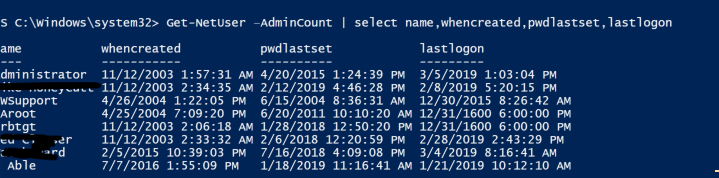 S C:\Windows\system32> Get-NetUser –AdminCount | select name,whencreated,pwdlastset,lastlogon
ame whencreated pwdlastset lastlogon
--- ----------- ---------- ---------
dministrator 11/12/2003 1:57:31 AM 4/20/2015 1:24:39 PM 3/5/2019 1:03:04 PM
11/12/2003 2:34:35 AM 2/12/2019 4:46:28 PM 2/8/2019 5:20:15 PM
WSupport 4/26/2004 1:22:05 PM 6/15/2004 8:36:31 AM 12/30/2015 8:26:42 AM
Aroot 4/25/2004 7:09:20 PM 6/20/2011 10:10:20 AM 12/31/1600 6:00:00 PM
rbtgt 11/12/2003 2:06:18 AM 1/28/2018 12:50:20 PM 12/31/1600 6:00:00 PM
11/12/2003 2:33:32 AM 2/6/2018 12:20:59 PM 2/28/2019 2:43:29 PM
2/5/2015 10:39:03 PM 7/16/2018 4:09:08 PM 3/4/2019 8:16:41 AM
Able 7/7/2016 1:55:09 PM 1/18/2019 11:16:41 AM 1/21/2019 10:12:10 AM